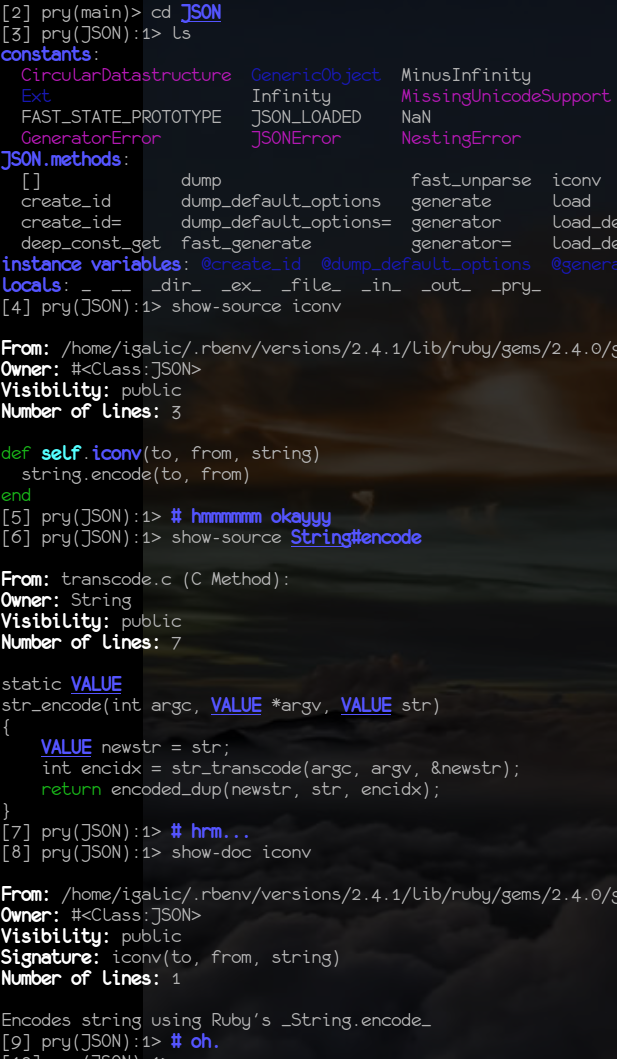 [2] pry(main)> cd JSON
[3] pry(JSON):1> ls
constants:
  CircularDatastructure  GenericObject  MinusInfinity
  Ext                    Infinity       MissingUnicodeSupport
  FAST_STATE_PROTOTYPE   JSON_LOADED    NaN
  GeneratorError         JSONError      NestingError
JSON.methods:
  []              dump                   fast_unparse  iconv
  create_id       dump_default_options   generate      load
  create_id=      dump_default_options=  generator     load_de
  deep_const_get  fast_generate          generator=    load_de
instance variables: @create_id  @dump_default_options  @genera
locals: _  __  _dir_  _ex_  _file_  _in_  _out_  _pry_
[4] pry(JSON):1> show-source iconv

From: /home/igalic/.rbenv/versions/2.4.1/lib/ruby/gems/2.4.0/g
Owner: #<Class:JSON>
Visibility: public
Number of lines: 3

def self.iconv(to, from, string)
  string.encode(to, from)
end
[5] pry(JSON):1> # hmmmmmm okayyy
[6] pry(JSON):1> show-source String#encode

From: transcode.c (C Method):
Owner: String
Visibility: public
Number of lines: 7

static VALUE
str_encode(int argc, VALUE *argv, VALUE str)
{
    VALUE newstr = str;
    int encidx = str_transcode(argc, argv, &newstr);
    return encoded_dup(newstr, str, encidx);
}
[7] pry(JSON):1> # hrm...
[8] pry(JSON):1> show-doc iconv

From: /home/igalic/.rbenv/versions/2.4.1/lib/ruby/gems/2.4.0/g
Owner: #<Class:JSON>
Visibility: public
Signature: iconv(to, from, string)
Number of lines: 1

Encodes string using Ruby's _String.encode_
[9] pry(JSON):1> # oh.